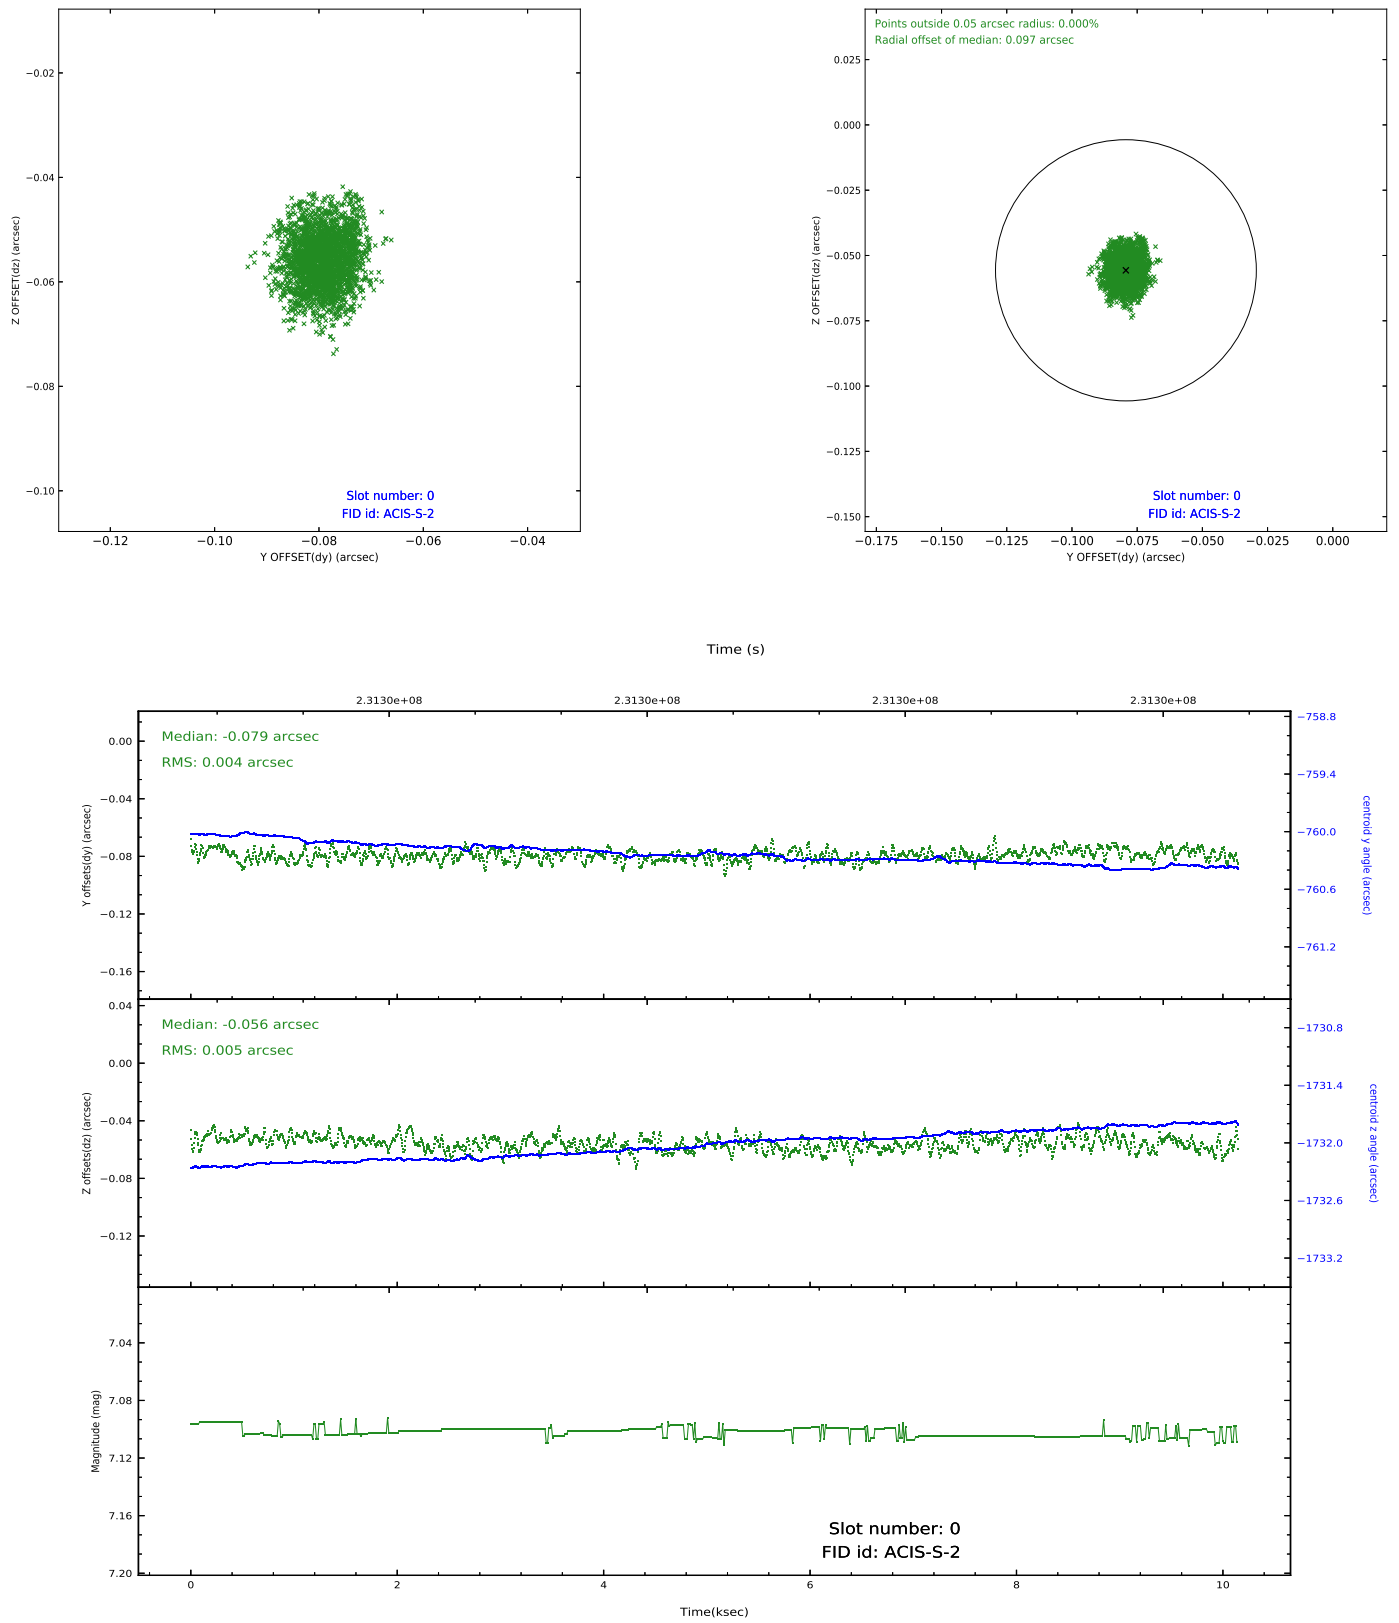 −0.02
−0.04
−0.06
−0.08
−0.10
Z OFFSET(dz) (arcsec)
Slot number: 0
FID id: ACIS-S-2
−0.12 −0.10 −0.08 −0.06 −0.04
Y OFFSET(dy) (arcsec)
Points outside 0.05 arcsec radius: 0.000%
Radial offset of median: 0.097 arcsec
0.025
0.000
−0.025
−0.050
−0.075
−0.100
−0.125
−0.150
Z OFFSET(dz) (arcsec)
Slot number: 0
FID id: ACIS-S-2
−0.175 −0.150 −0.125 −0.100 −0.075 −0.050 −0.025 0.000
Y OFFSET(dy) (arcsec)
Time (s)
2.3130e+08 2.3130e+08 2.3130e+08 2.3130e+08
Median: -0.079 arcsec
RMS: 0.004 arcsec
0.00
−0.04
−0.08
−0.12
−0.16
Y offsets(dy) (arcsec)
−758.8
−759.4
−760.0
−760.6
−761.2
centroid y angle (arcsec)
Median: -0.056 arcsec
RMS: 0.005 arcsec
0.04
0.00
−0.04
−0.08
−0.12
Z offsets(dz) (arcsec)
−1730.8
−1731.4
−1732.0
−1732.6
−1733.2
centroid z angle (arcsec)
7.04
7.08
7.12
7.16
7.20
Magnitude (mag)
Slot number: 0
FID id: ACIS-S-2
0 2 4 6 8 10
Time(ksec)